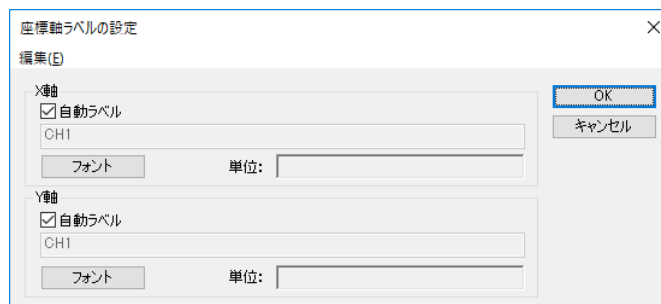 座標軸ラベルの設定
編集(E)
X軸
自動ラベル
CH1
フォント 単位:
OK
キャンセル
Y軸
自動ラベル
CH1
フォント 単位: